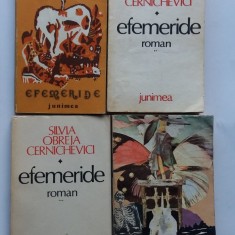 EFEMERIDE
junimea
CERNICHEVICI
efemeride
roman
junimea
SILVIA
OBREJA
CERNICHEVICI
efemeride
roman